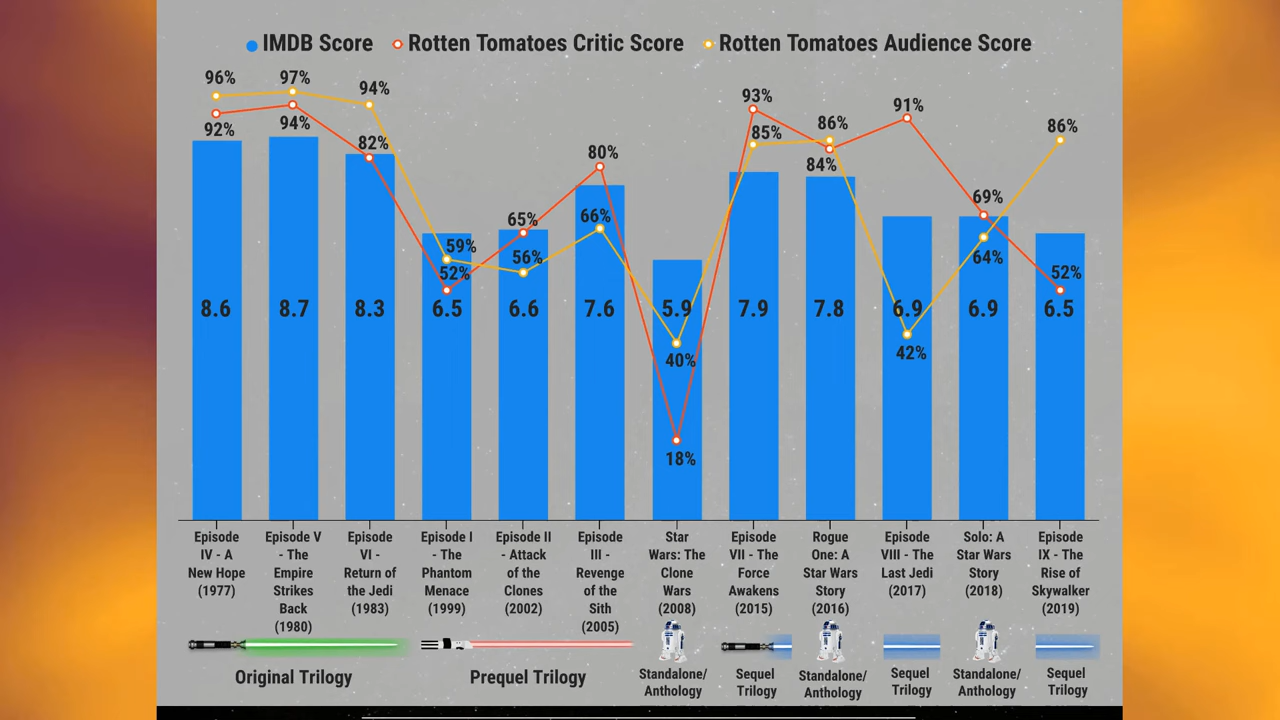 IMDB Score Rotten Tomatoes Critic Score Rotten Tomatoes Audience Score
96% 97% 94% 93% 91% 86%
92% 94% 82% 80% 85% 86% 84% 69%
59% 52% 65% 56% 66% 40% 18% 42% 64% 52%
8.6 8.7 8.3 6.5 6.6 7.6 5.9 7.9 7.8 6.9 6.9 6.5
Episode
IV - A
New Hope
(1977)
Episode V
- The
Empire
Strikes
Back
(1980)
Episode
VI -
Return of
the Jedi
(1983)
Episode I
- The
Phantom
Menace
(1999)
Episode II
- Attack
of the
Clones
(2002)
Episode
III -
Revenge
of the
Sith
(2005)
Star
Wars: The
Clone
Wars
(2008)
Episode
VII - The
Force
Awakens
(2015)
Rogue
One: A
Star Wars
Story
(2016)
Episode
VIII - The
Last Jedi
(2017)
Solo: A
Star Wars
Story
(2018)
Episode
IX - The
Rise of
Skywalker
(2019)
Original Trilogy
Prequel Trilogy
Standalone/
Anthology
Sequel
Trilogy
Standalone/
Anthology
Sequel
Trilogy
Standalone/
Anthology
Sequel
Trilogy